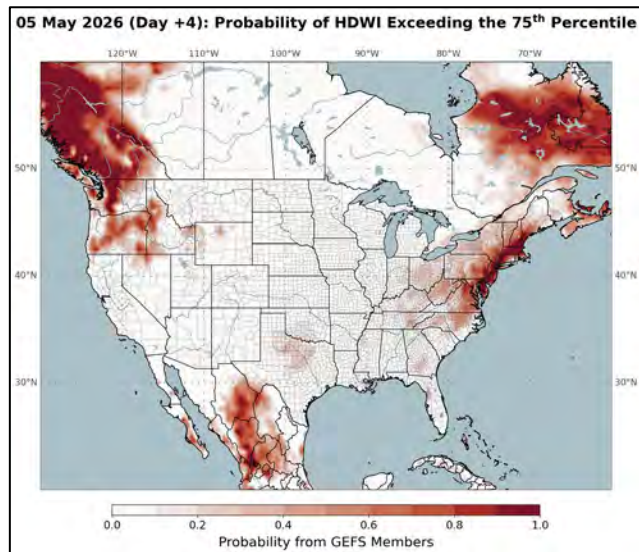 05 May 2026 (Day +4): Probability of HDWI Exceeding the 75th Percentile
120°W 110°W 100°W 90°W 80°W 70°W
50°N 50°N
40°N 40°N
30°N 30°N
0.0 0.2 0.4 0.6 0.8 1.0
Probability from GEFS Members